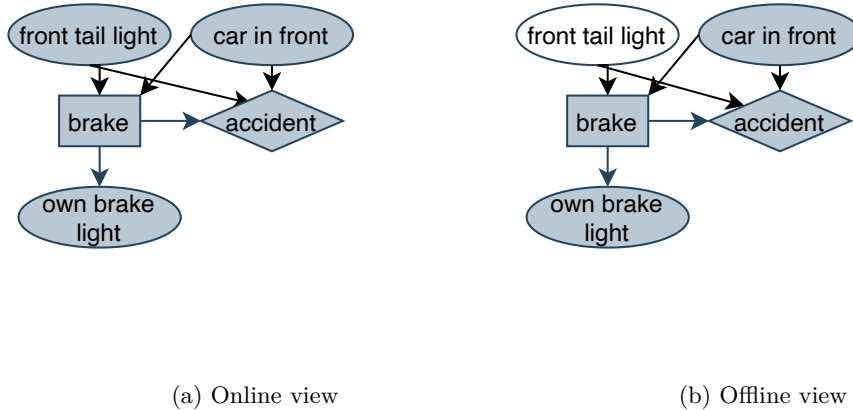 front tail light
car in front
brake
accident
own brake
light
(a) Online view
front tail light
car in front
brake
accident
own brake
light
(b) Offline view